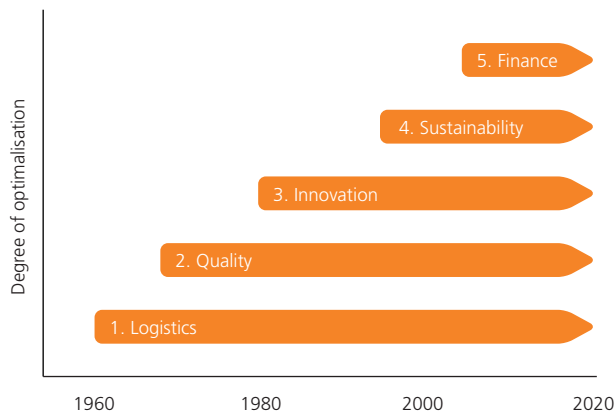 Degree of optimalisation
5. Finance
4. Sustainability
3. Innovation
2. Quality
1. Logistics
1960 1980 2000 2020